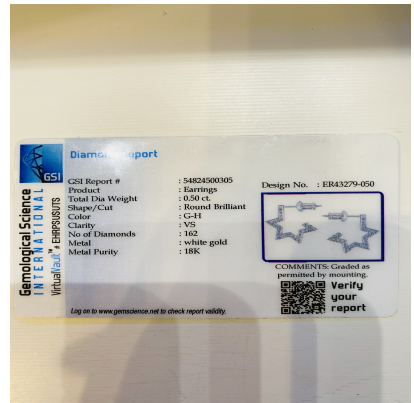 GSI
Gemological Science
INTERNATIONAL
VirtualVault™ # EHRPSUSUTS
Diamond Report
GSI Report # : 54824500305
Product : Earrings
Total Dia Weight : 0.50 ct.
Shape/Cut : Round Brilliant
Color : G-H
Clarity : VS
No of Diamonds : 162
Metal : white gold
Metal Purity : 18K
Log on to www.gemscience.net to check report validity.
Design No. : ER43279-050
COMMENTS: Graded as
permitted by mounting.
Verify
your
report